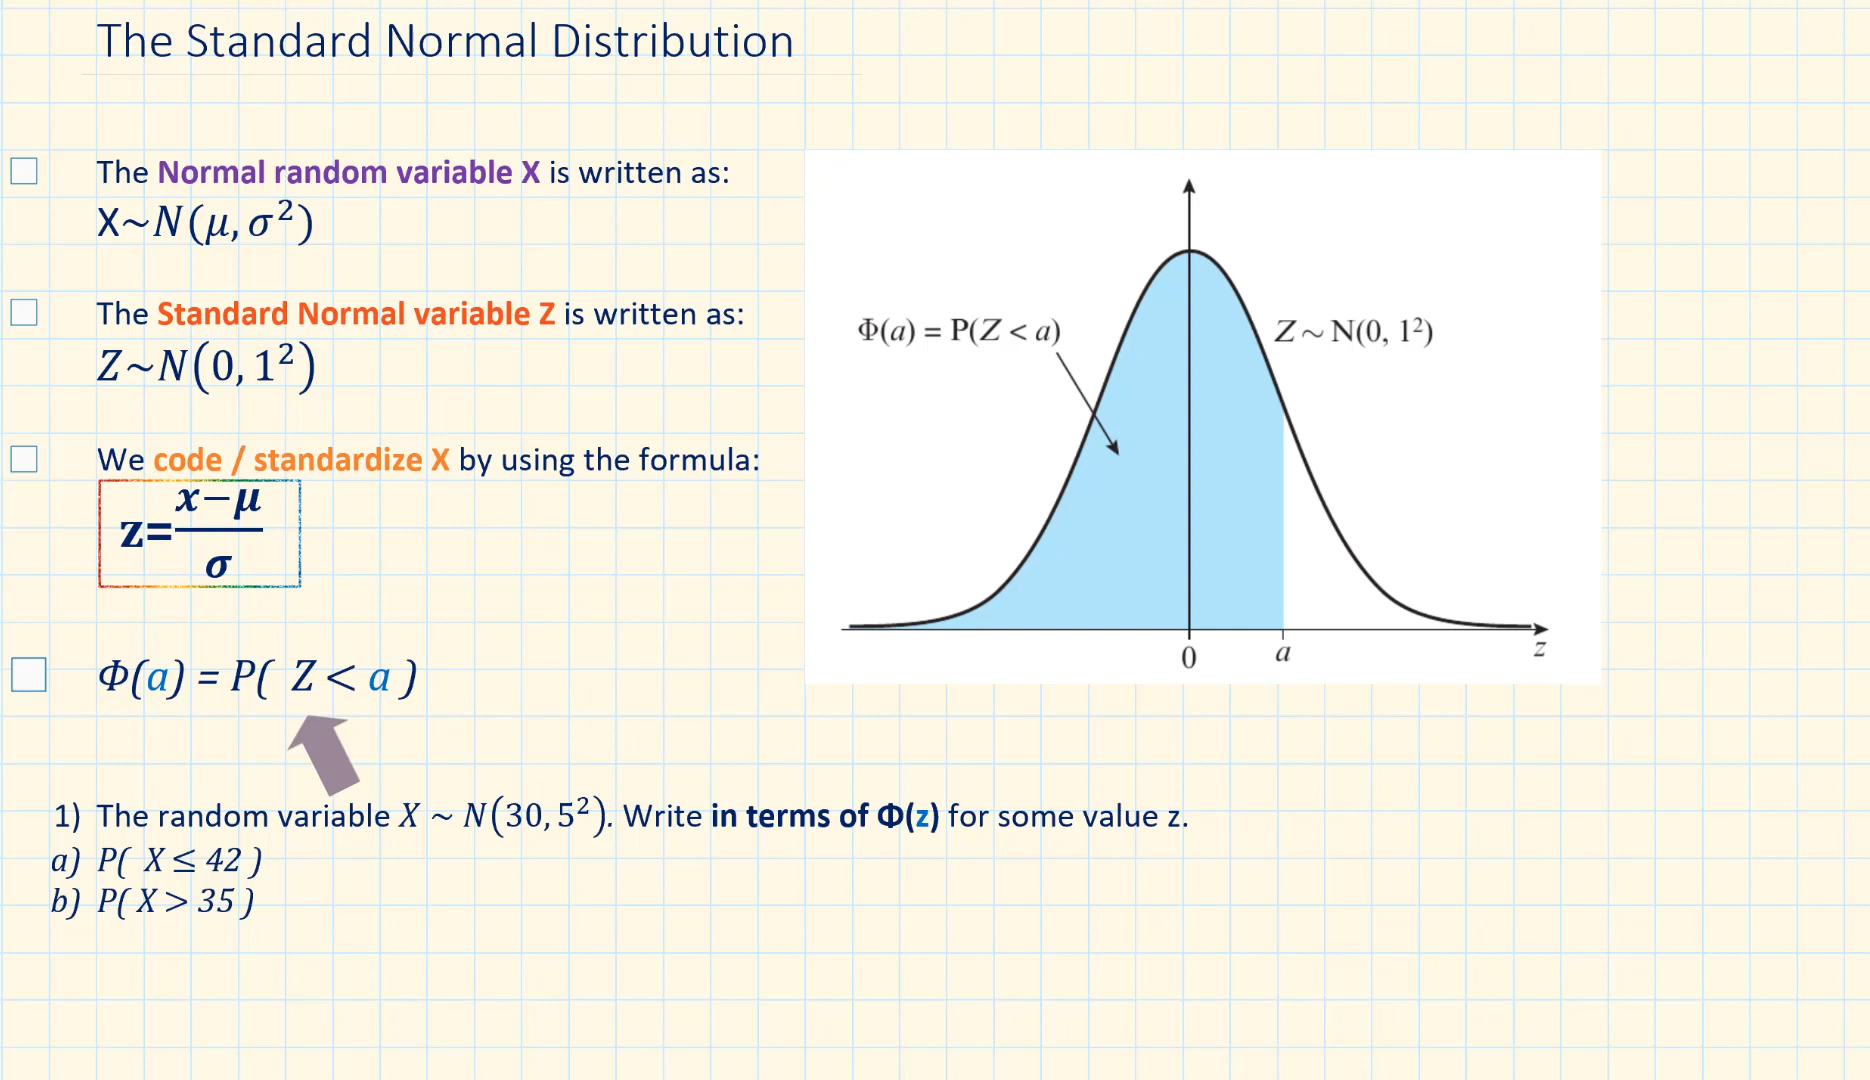 The Standard Normal Distribution
The Normal random variable X is written as:
X~N(μ, σ²)
The Standard Normal variable Z is written as:
Z~N(0, 1²)
We code / standardize X by using the formula:
z=x−μ/σ
Φ(a) = P( Z < a )
Φ(a) = P(Z < a)
Z ~ N(0, 1²)
0
a
z
1) The random variable X ~ N(30, 5²). Write in terms of Φ(z) for some value z.
a) P( X ≤ 42 )
b) P( X > 35 )